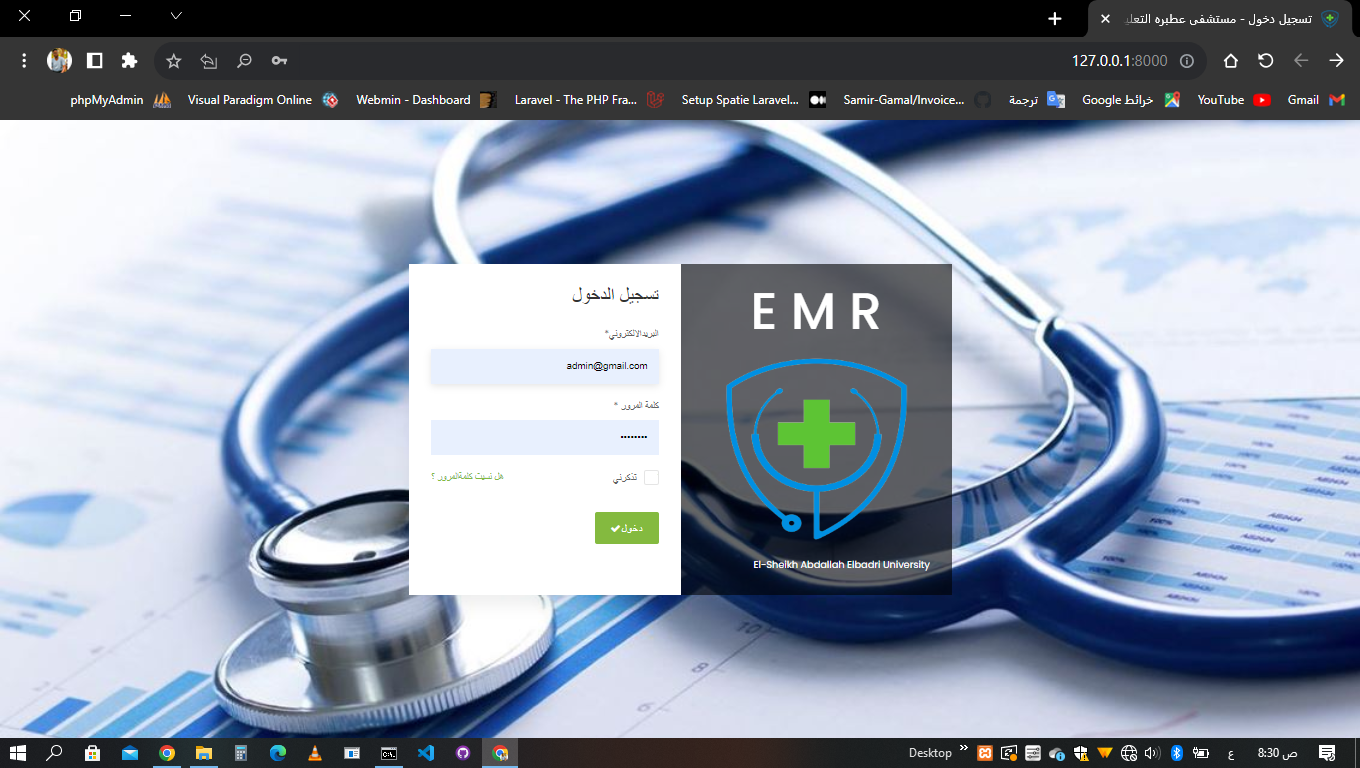 تسجيل دخول - مستشفى عطبره التعلي
127.0.0.1:8000
Gmail
YouTube
خرائط Google
ترجمة
Samir-Gamal/Invoice...
Setup Spatie Laravel...
Laravel - The PHP Fra...
Webmin - Dashboard
Visual Paradigm Online
phpMyAdmin
E M R
El-Sheikh Abdallah Elbadri University
تسجيل الدخول
البريدالالكتروني*
admin@gmail.com
كلمة المرور *
••••••••
تذكرني
هل نسيت كلمةالمرور ؟
دخول
Desktop
ع
8:30 ص